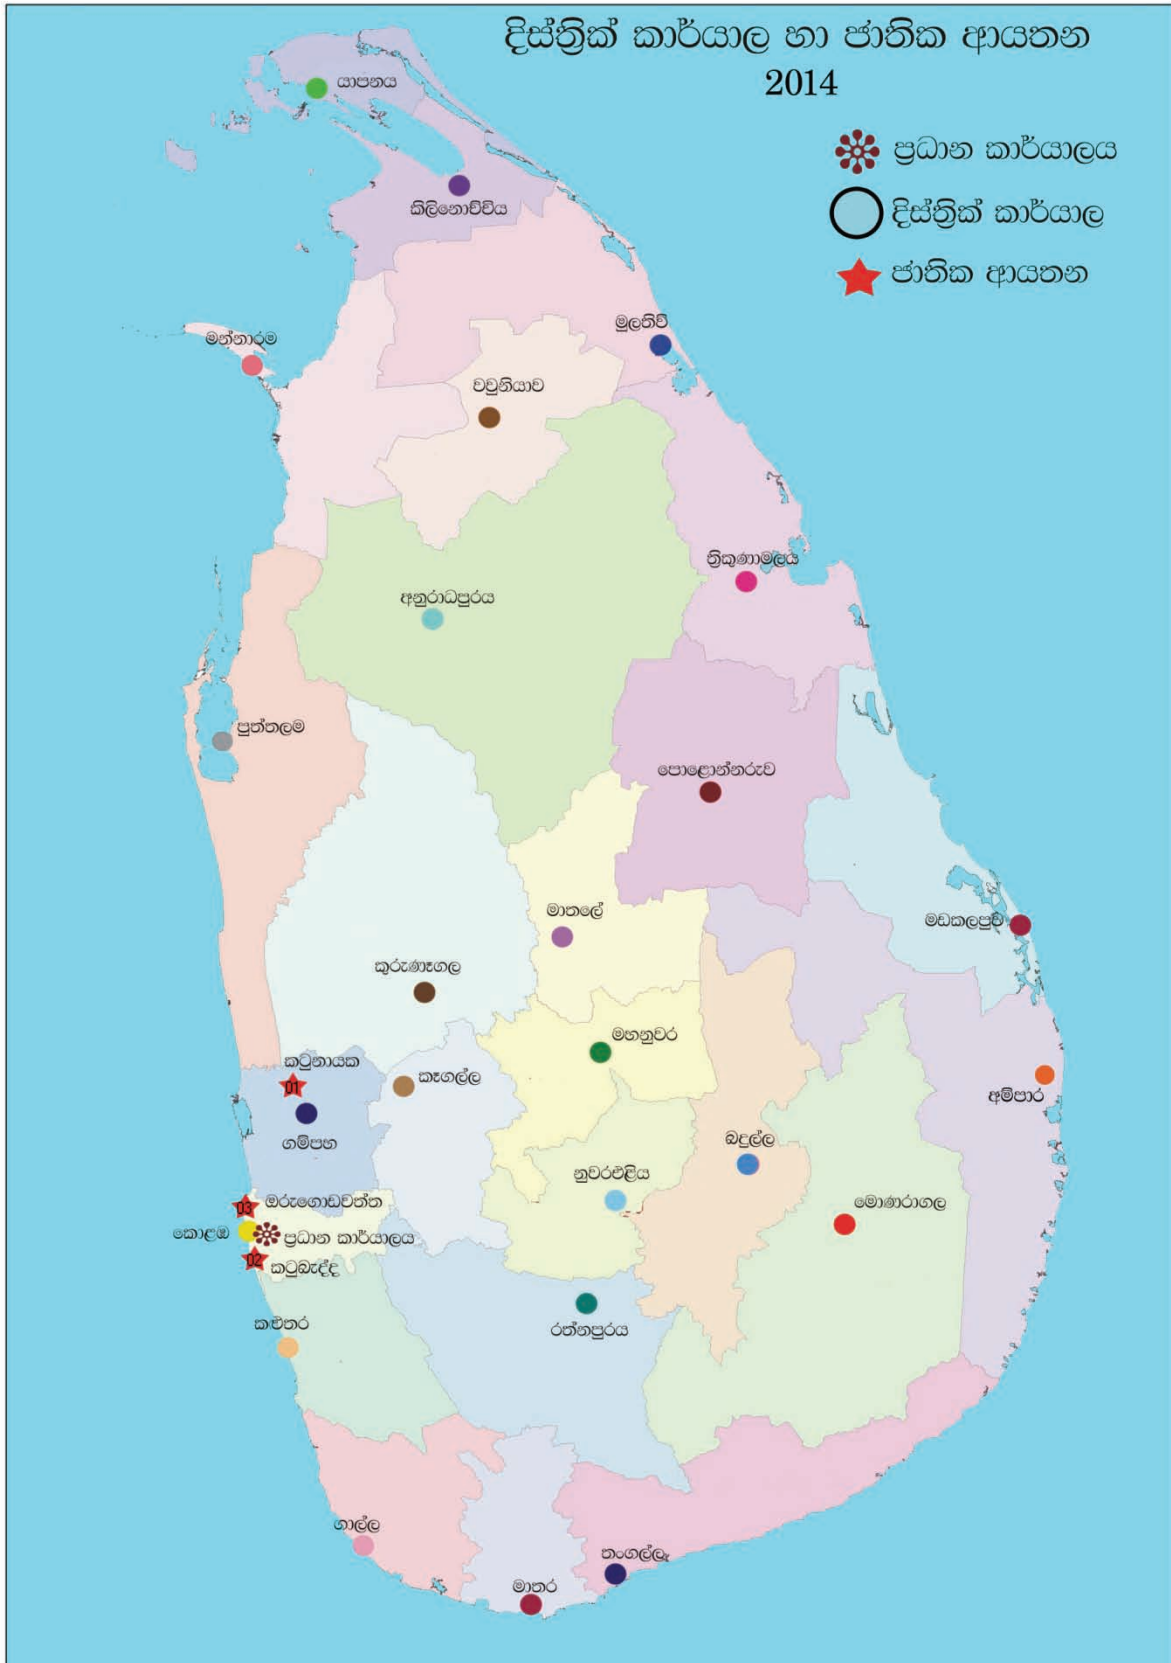 දිස්ත්‍රික් කාර්යාල හා ජාතික ආයතන
2014
ප්‍රධාන කාර්යාලය
දිස්ත්‍රික් කාර්යාල
ජාතික ආයතන
යාපනය
කිලිනොච්චිය
මුලතිව්
මන්නාරම
වවුනියාව
ත්‍රිකුණාමලය
අනුරාධපුරය
පුත්තලම
පොළොන්නරුව
මාතලේ
මඩකලපුව
කුරුණෑගල
මහනුවර
කටුනායක
01
කෑගල්ල
අම්පාර
ගම්පහ
බදුල්ල
නුවරඑළිය
මොණරාගල
ඔරුගොඩවත්ත
03
කොළඹ
ප්‍රධාන කාර්යාලය
02
කටුබැද්ද
කළුතර
රත්නපුරය
ගාල්ල
තංගල්ලැ
මාතර